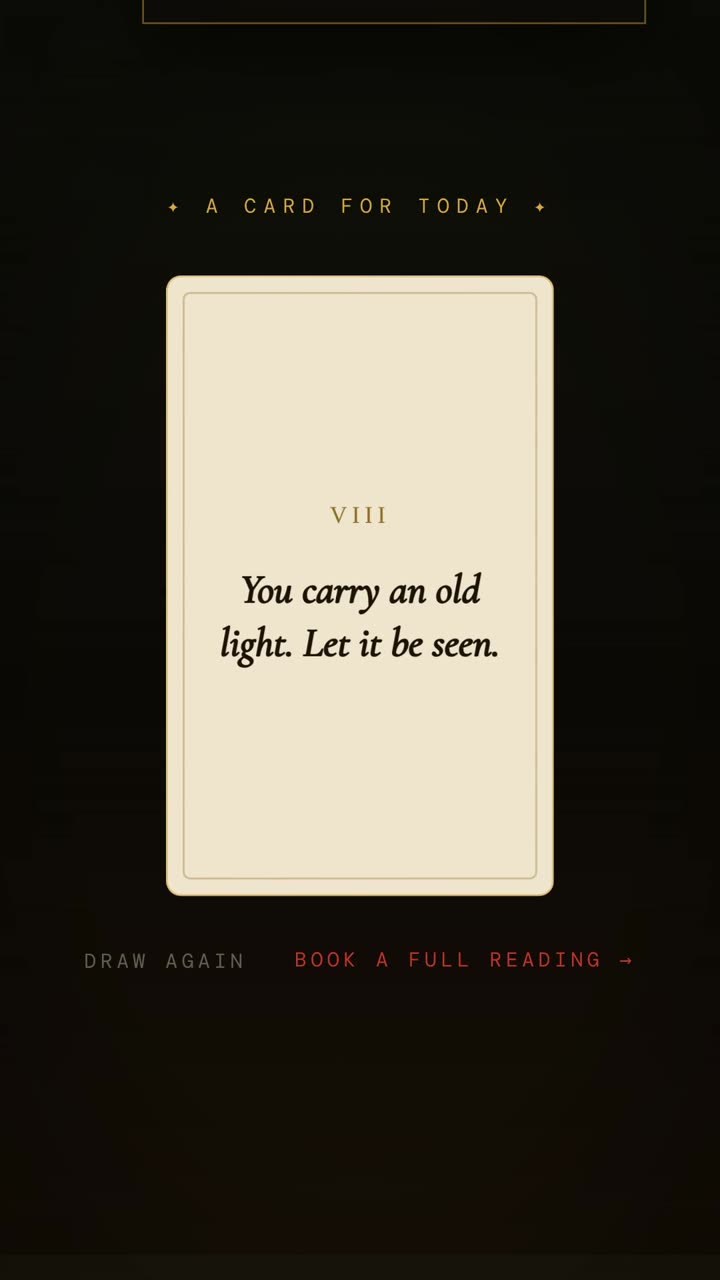 ✦ A CARD FOR TODAY ✦
VIII
You carry an old
light. Let it be seen.
DRAW AGAIN BOOK A FULL READING →